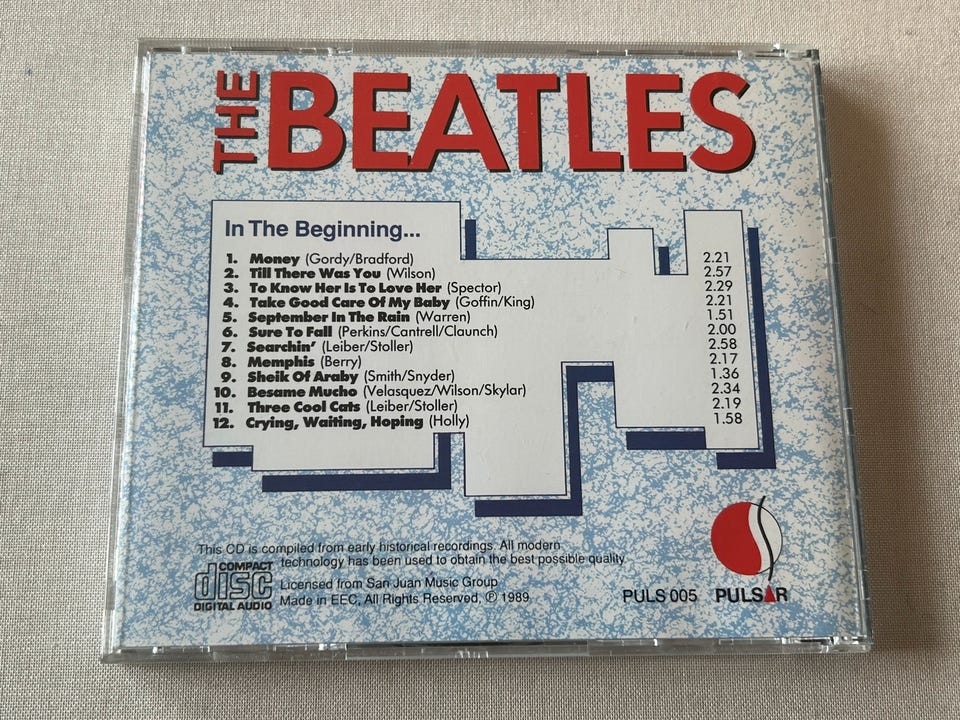 THE BEATLES
In The Beginning...
1. Money (Gordy/Bradford) 2.21
2. Till There Was You (Wilson) 2.57
3. To Know Her Is To Love Her (Spector) 2.29
4. Take Good Care Of My Baby (Goffin/King) 2.21
5. September In The Rain (Warren) 1.51
6. Sure To Fall (Perkins/Cantrell/Claunch) 2.00
7. Searchin' (Leiber/Stoller) 2.58
8. Memphis (Berry) 2.17
9. Sheik Of Araby (Smith/Snyder) 1.36
10. Besame Mucho (Velasquez/Wilson/Skylar) 2.34
11. Three Cool Cats (Leiber/Stoller) 2.19
12. Crying, Waiting, Hoping (Holly) 1.58
This CD is compiled from early historical recordings. All modern
technology has been used to obtain the best possible quality.
COMPACT
disc
DIGITAL AUDIO
Licensed from San Juan Music Group
Made in EEC, All Rights Reserved, ℗ 1989
PULS 005
PULSAR